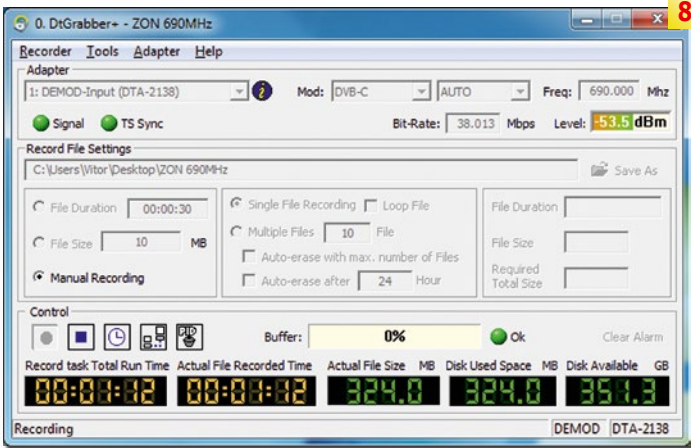 8
0. DtGrabber+ - ZON 690MHz
Recorder Tools Adapter Help
Adapter
1: DEMOD-Input (DTA-2138) Mod: DVB-C AUTO Freq: 690.000 Mhz
Signal TS Sync Bit-Rate: 38.013 Mbps Level: -53.5 dBm
Record File Settings
C:\Users\Vitor\Desktop\ZON 690MHz Save As
File Duration 00:00:30 Single File Recording Loop File File Duration
Multiple Files 10 File
File Size 10 MB File Size
Auto-erase with max. number of Files
Manual Recording Auto-erase after 24 Hour Required
Total Size
Control
Buffer: 0% Ok Clear Alarm
Record task Total Run Time Actual File Recorded Time Actual File Size MB Disk Used Space MB Disk Available GB
00:01:12 00:01:12 324.0 324.0 351.3
Recording DEMOD DTA-2138